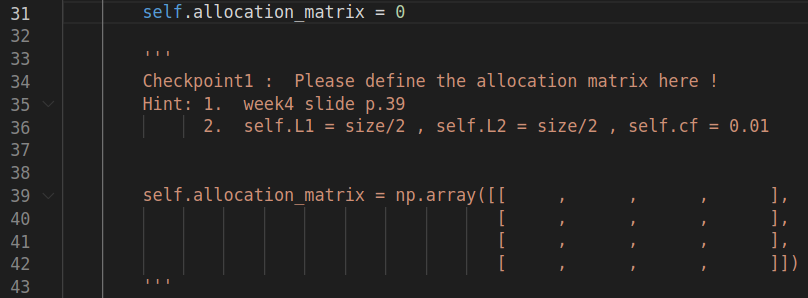 31 self.allocation_matrix = 0
32
33 '''
34 Checkpoint1 :  Please define the allocation matrix here !
35 Hint: 1.  week4 slide p.39
36       2.  self.L1 = size/2 , self.L2 = size/2 , self.cf = 0.01
37
38
39 self.allocation_matrix = np.array([[     ,      ,      ,      ],
40                                    [     ,      ,      ,      ],
41                                    [     ,      ,      ,      ],
42                                    [     ,      ,      ,      ]])
43 '''